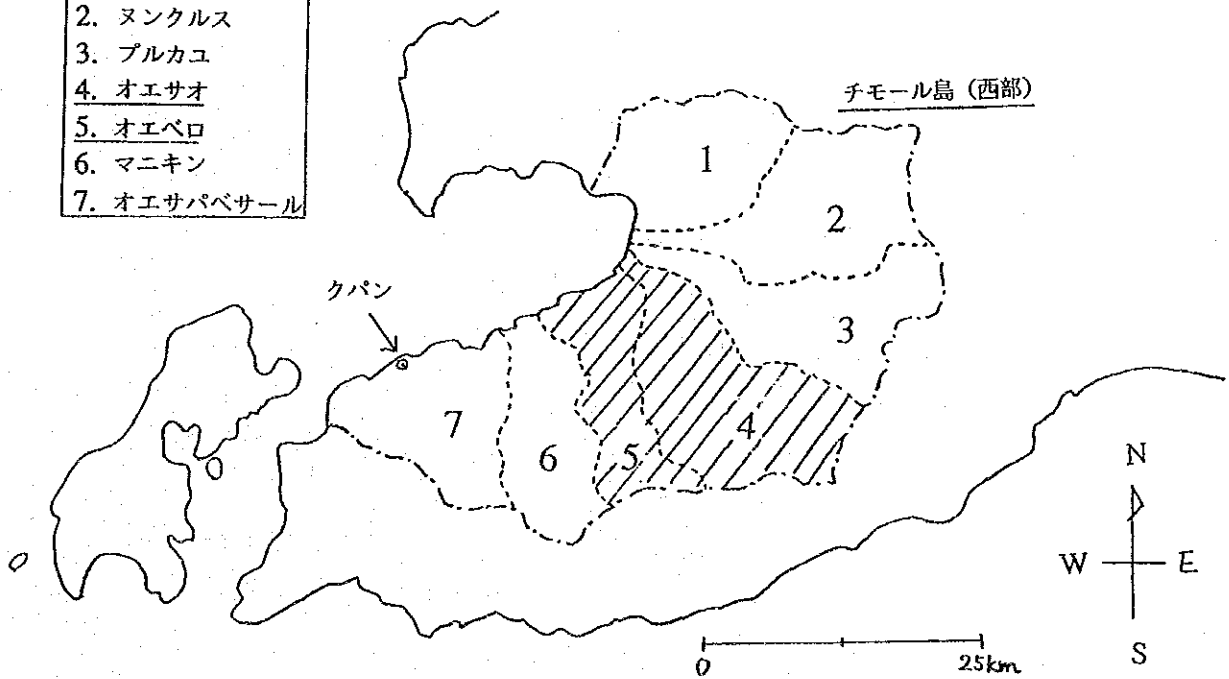 2. ヌンクルス
3. プルカユ
4. オエサオ
5. オエベロ
6. マニキン
7. オエサパベサール
チモール島 (西部)
クパン
1
2
3
4
5
6
7
N
W
E
S
0
25km